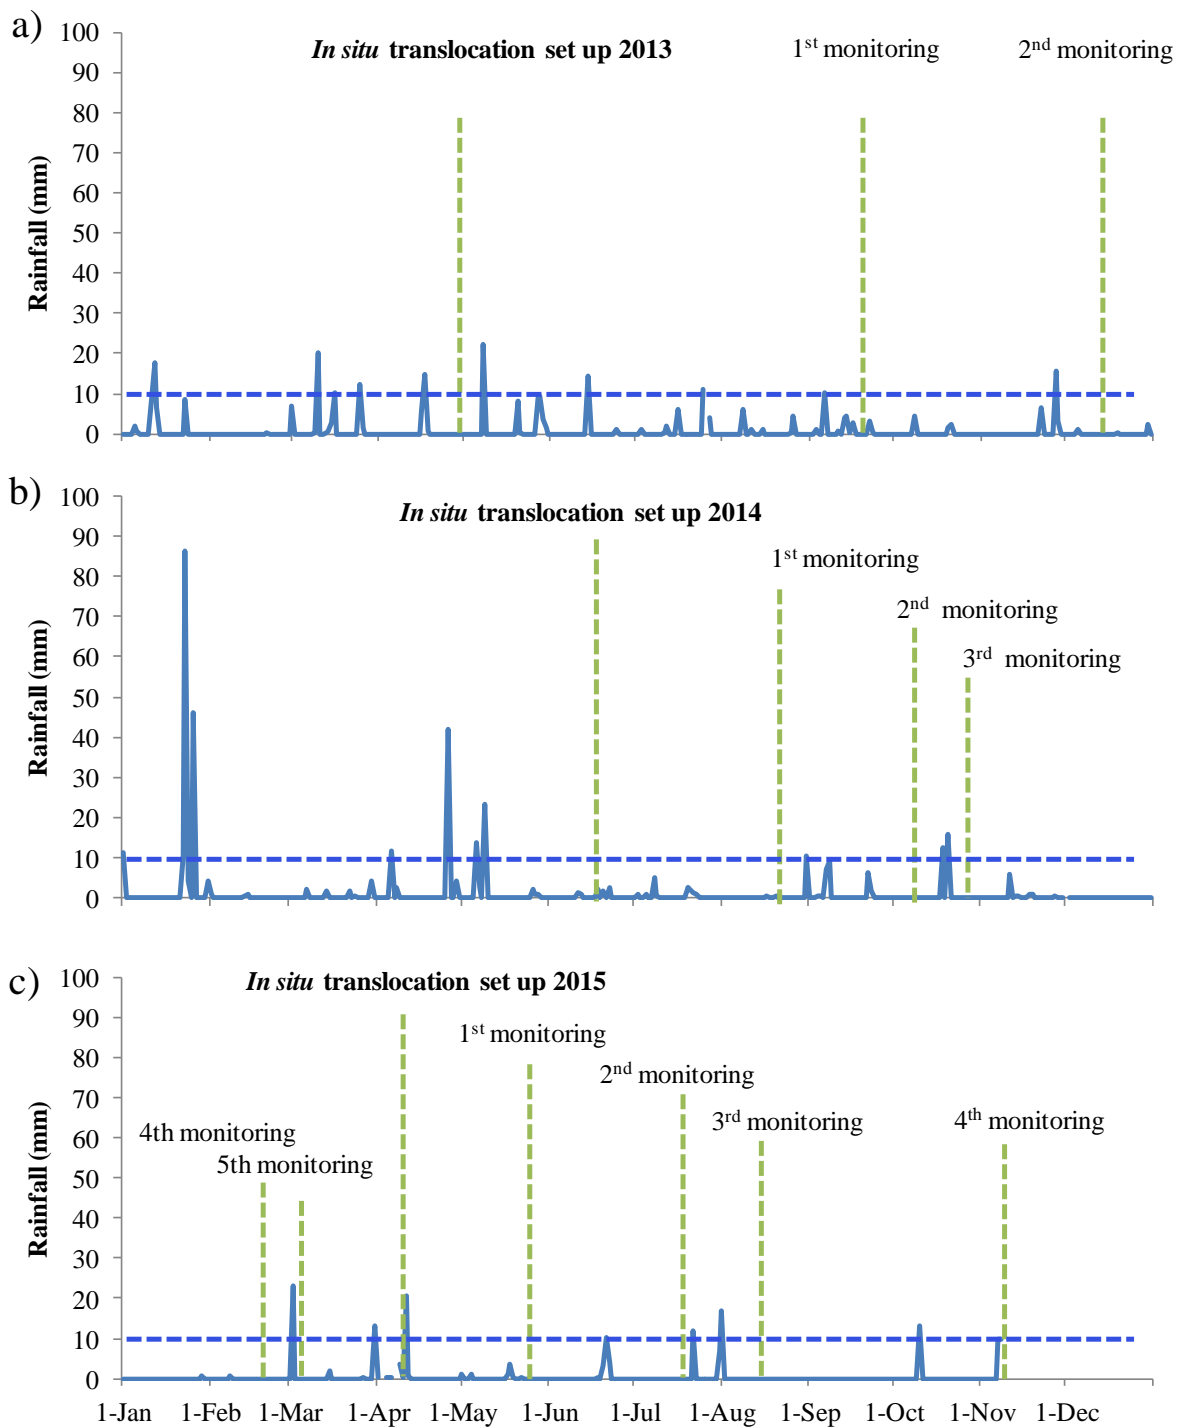 a)
In situ translocation set up 2013
1st monitoring
2nd monitoring
Rainfall (mm)
100
90
80
70
60
50
40
30
20
10
0
b)
In situ translocation set up 2014
1st monitoring
2nd monitoring
3rd monitoring
Rainfall (mm)
100
90
80
70
60
50
40
30
20
10
0
c)
In situ translocation set up 2015
1st monitoring
2nd monitoring
3rd monitoring
4th monitoring
4th monitoring
5th monitoring
Rainfall (mm)
100
90
80
70
60
50
40
30
20
10
0
1-Jan 1-Feb 1-Mar 1-Apr 1-May 1-Jun 1-Jul 1-Aug 1-Sep 1-Oct 1-Nov 1-Dec